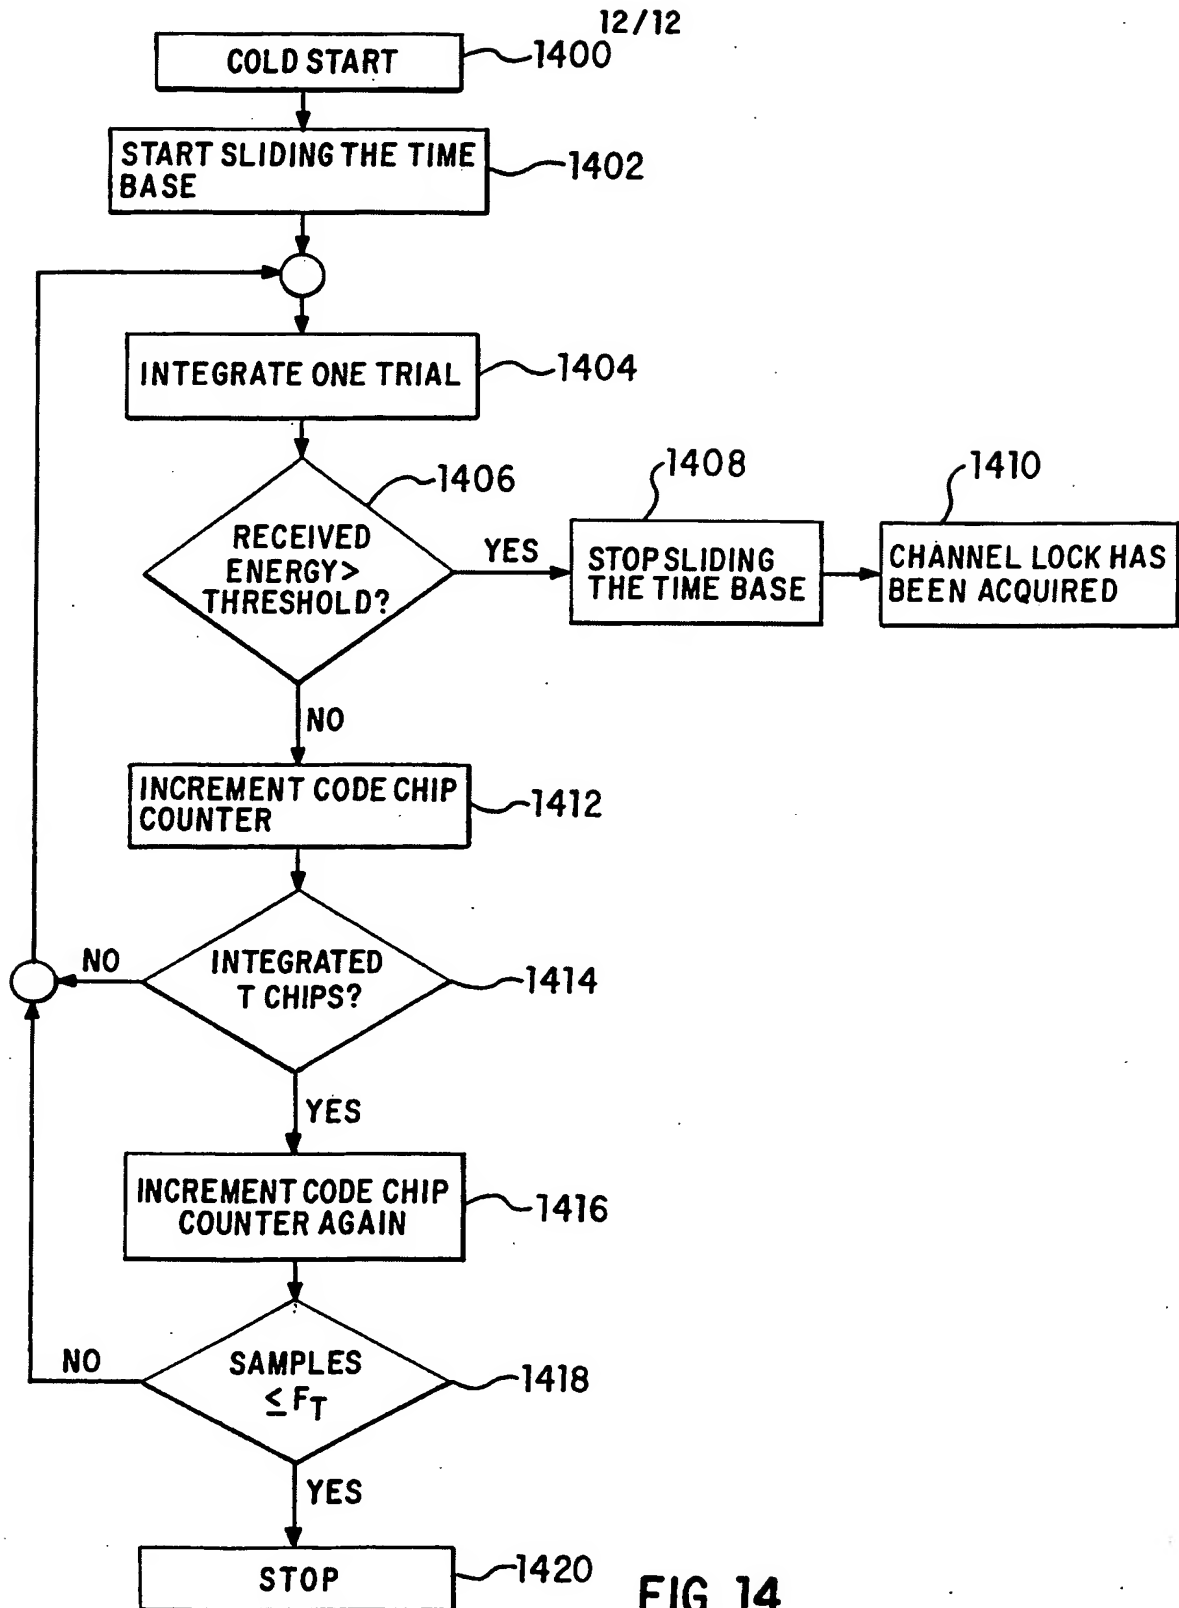 12/12
COLD START
1400
START SLIDING THE TIME
BASE
1402
INTEGRATE ONE TRIAL
1404
1406
RECEIVED
ENERGY>
THRESHOLD?
YES
1408
STOP SLIDING
THE TIME BASE
1410
CHANNEL LOCK HAS
BEEN ACQUIRED
NO
INCREMENT CODE CHIP
COUNTER
1412
NO
INTEGRATED
T CHIPS?
1414
YES
INCREMENT CODE CHIP
COUNTER AGAIN
1416
NO
SAMPLES
≤ FT
1418
YES
STOP
1420
FIG 14